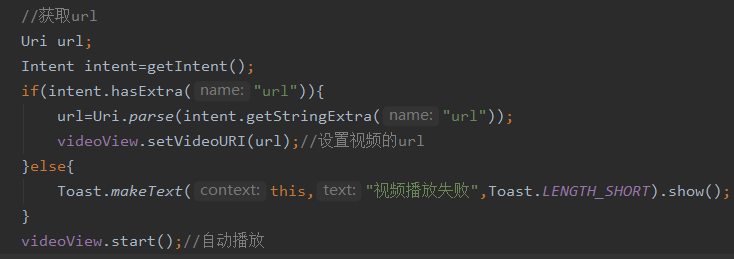 //获取url
Uri url;
Intent intent=getIntent();
if(intent.hasExtra( name: "url")){
url=Uri.parse(intent.getStringExtra( name: "url"));
videoView.setVideoURI(url);//设置视频的url
}else{
Toast.makeText( context: this, text: "视频播放失败",Toast.LENGTH_SHORT).show();
}
videoView.start();//自动播放